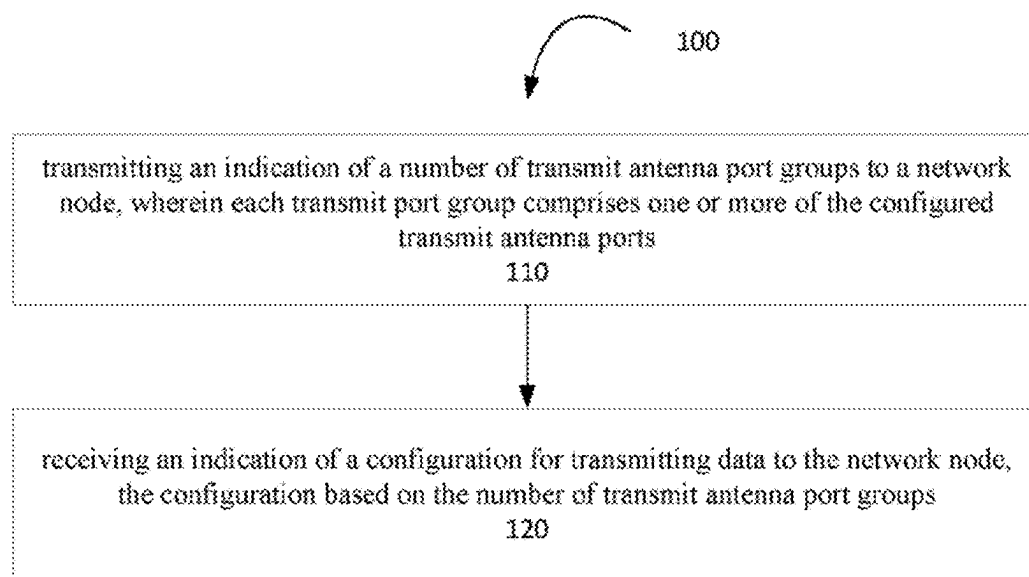 100
transmitting an indication of a number of transmit antenna port groups to a network
node, wherein each transmit port group comprises one or more of the configured
transmit antenna ports
110
receiving an indication of a configuration for transmitting data to the network node,
the configuration based on the number of transmit antenna port groups
120